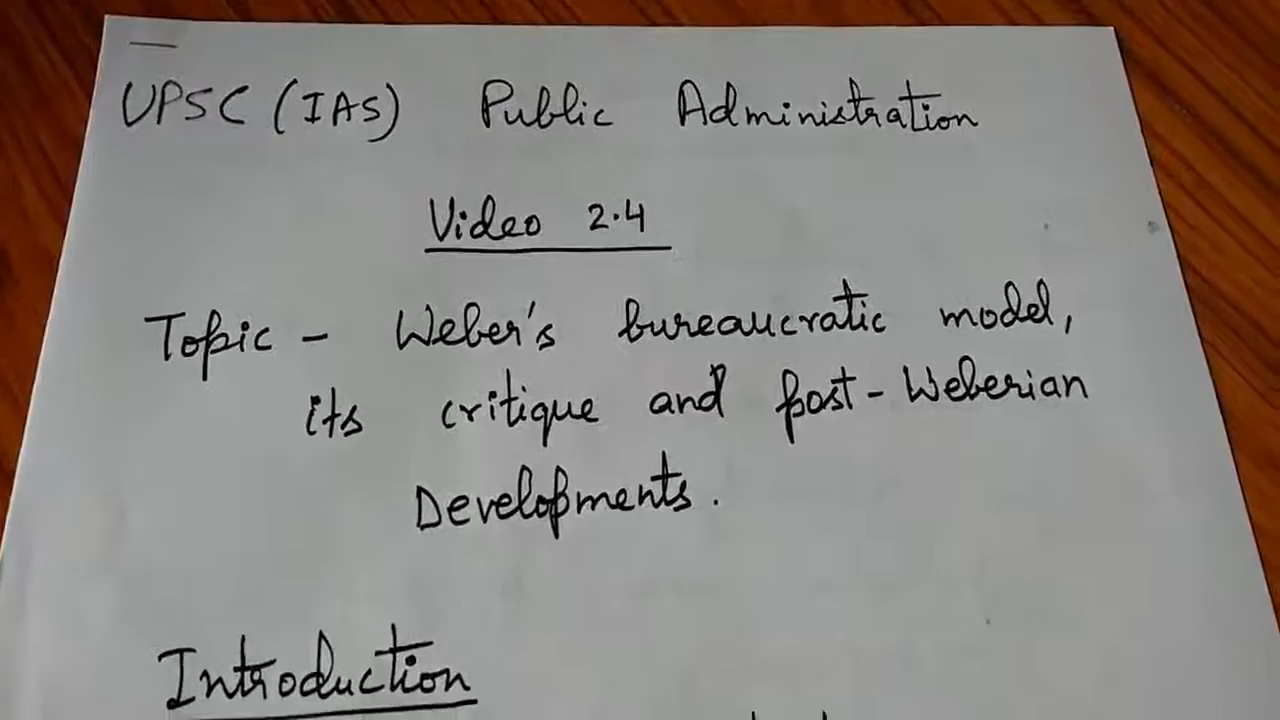 UPSC (IAS) Public Administration
Video 2.4
Topic - Weber's bureaucratic model,
its critique and post-Weberian
Developments.
Introduction